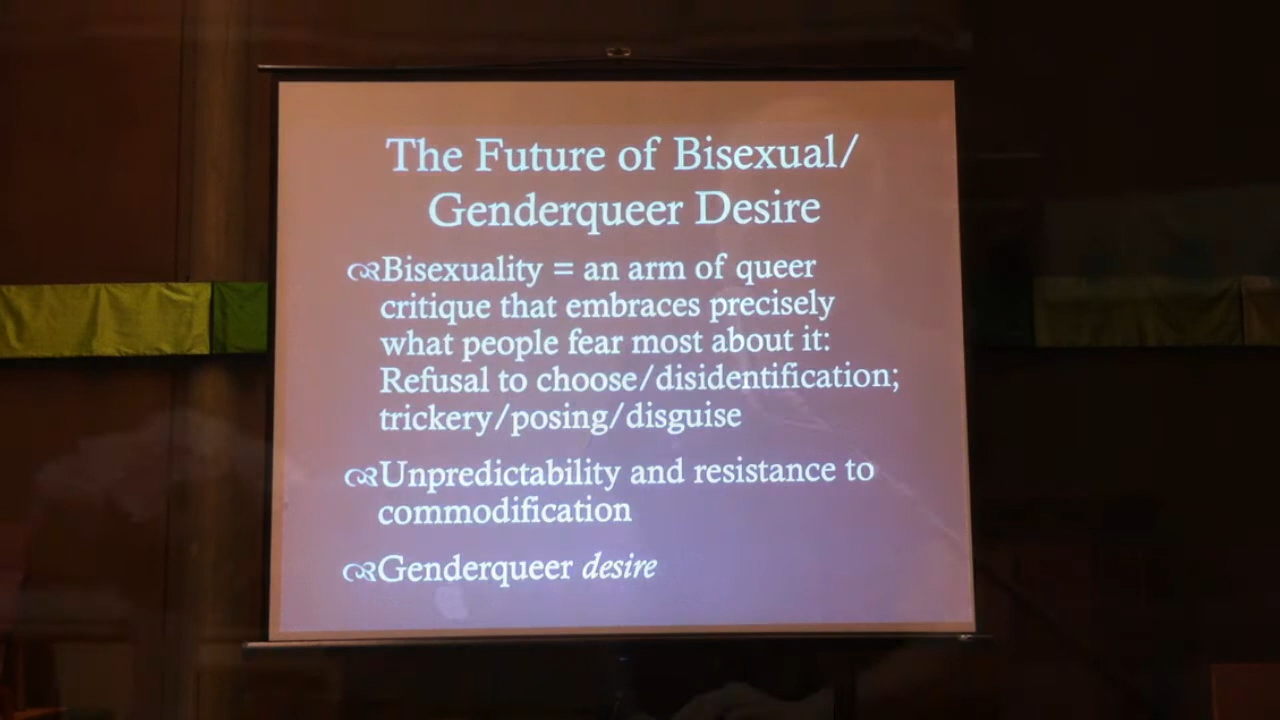 The Future of Bisexual/
Genderqueer Desire
Bisexuality = an arm of queer
critique that embraces precisely
what people fear most about it:
Refusal to choose/disidentification;
trickery/posing/disguise
Unpredictability and resistance to
commodification
Genderqueer desire